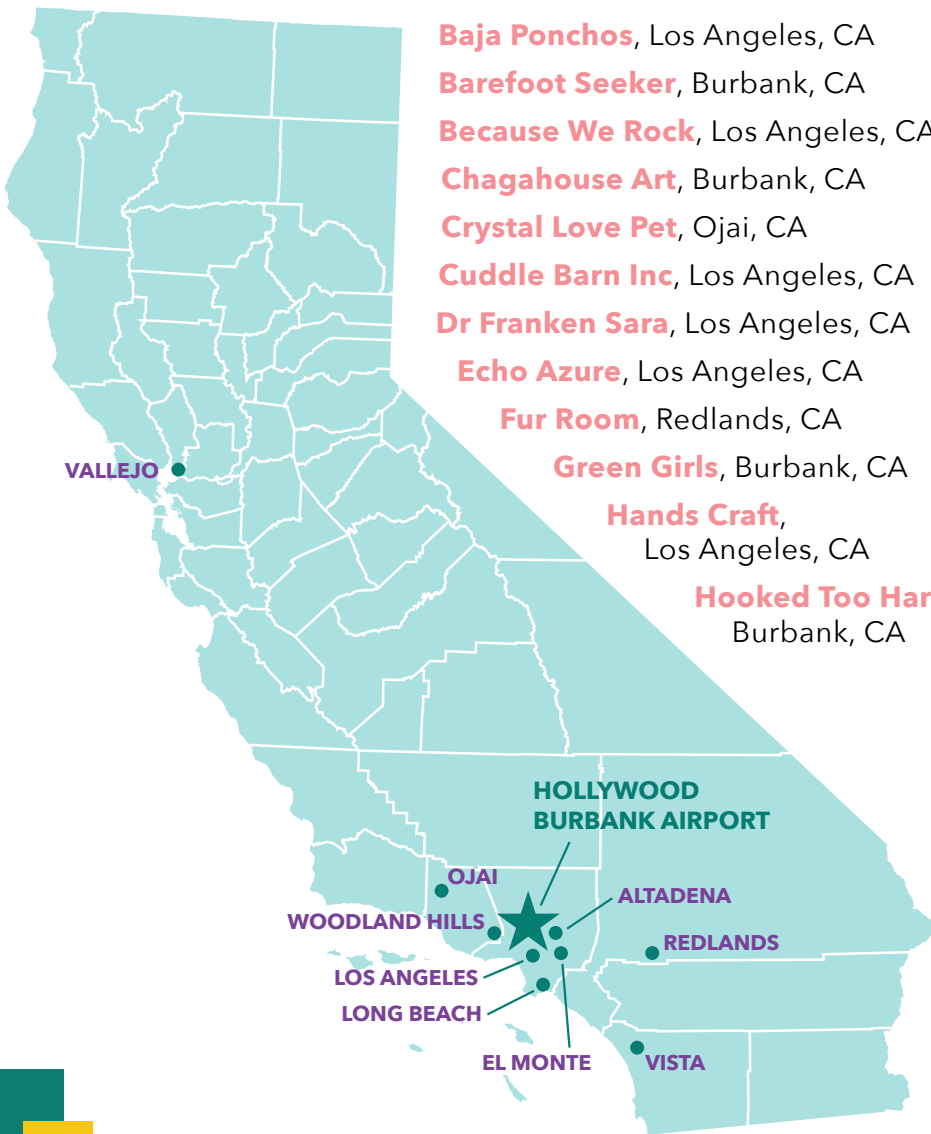 Baja Ponchos, Los Angeles, CA
Barefoot Seeker, Burbank, CA
Because We Rock, Los Angeles, CA
Chagahouse Art, Burbank, CA
Crystal Love Pet, Ojai, CA
Cuddle Barn Inc, Los Angeles, CA
Dr Franken Sara, Los Angeles, CA
Echo Azure, Los Angeles, CA
Fur Room, Redlands, CA
Green Girls, Burbank, CA
Hands Craft,
Los Angeles, CA
Hooked Too Har
Burbank, CA
VALLEJO
HOLLYWOOD
BURBANK AIRPORT
OJAI
ALTADENA
WOODLAND HILLS
REDLANDS
LOS ANGELES
LONG BEACH
EL MONTE
VISTA